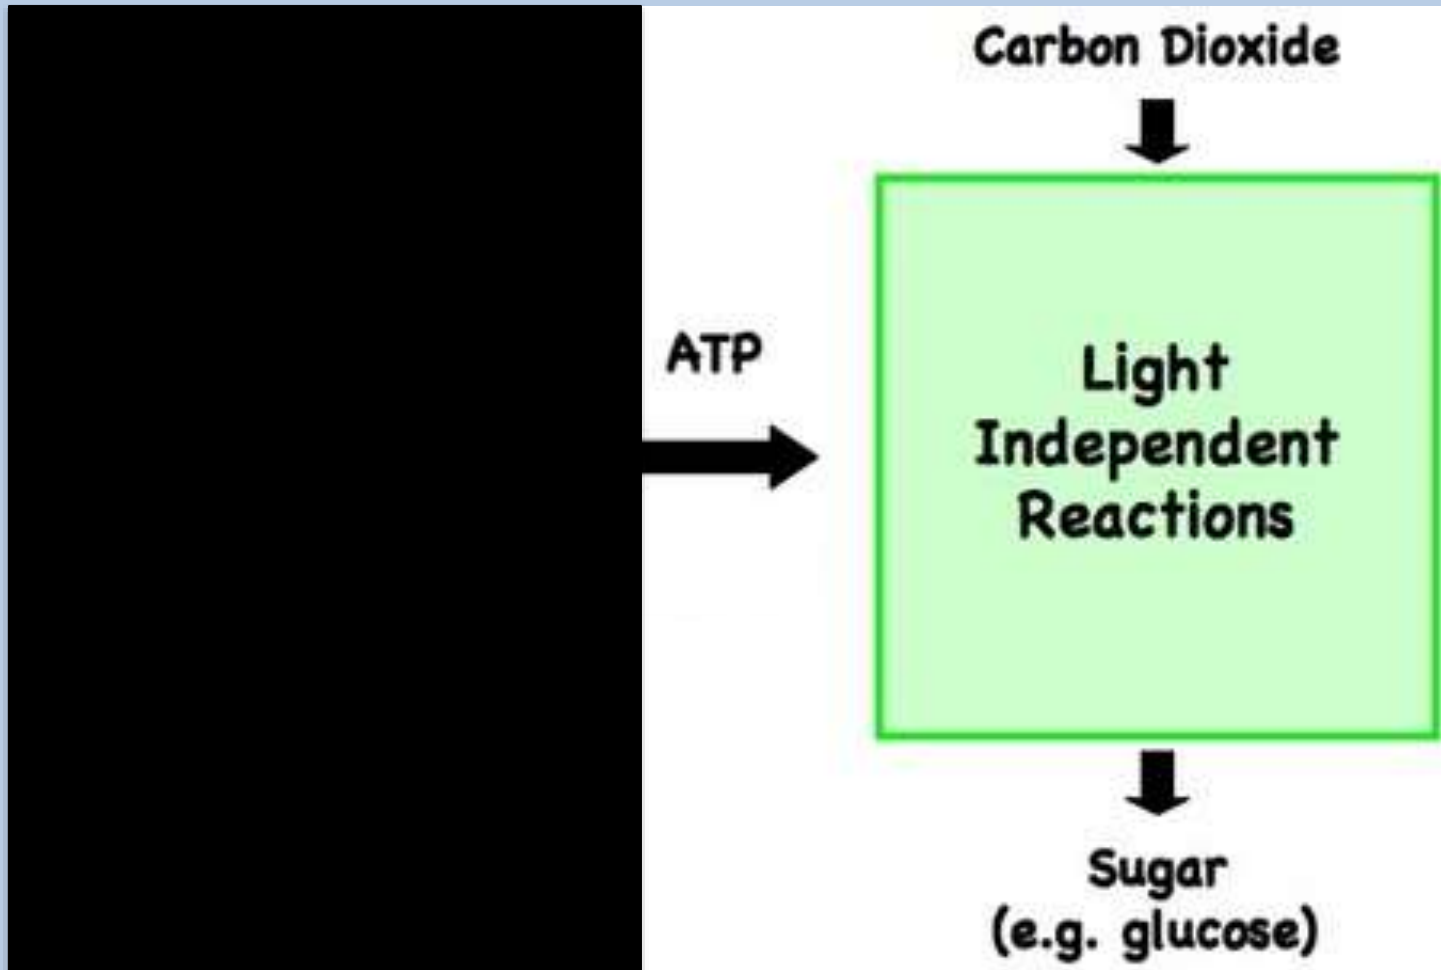 Carbon Dioxide
ATP
Light
Independent
Reactions
Sugar
(e.g. glucose)